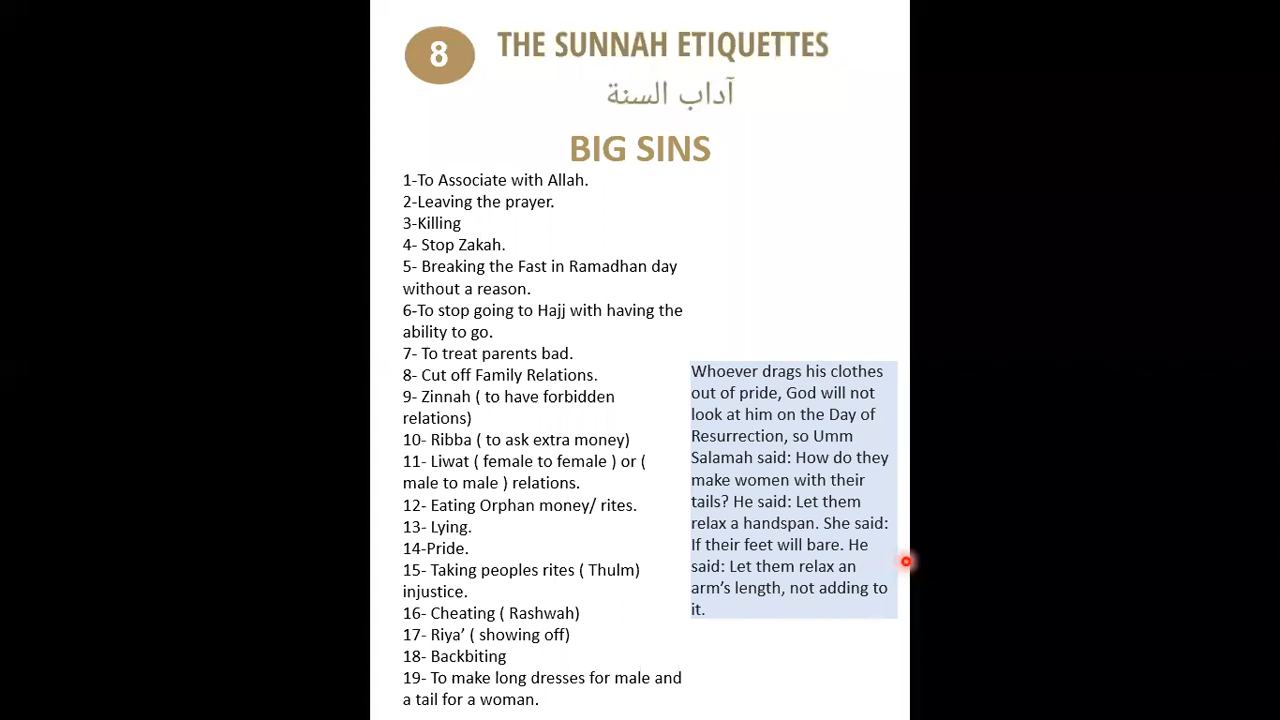 8
THE SUNNAH ETIQUETTES
آداب السنة
BIG SINS
1-To Associate with Allah.
2-Leaving the prayer.
3-Killing
4- Stop Zakah.
5- Breaking the Fast in Ramadhan day
without a reason.
6-To stop going to Hajj with having the
ability to go.
7- To treat parents bad.
8- Cut off Family Relations.
9- Zinnah ( to have forbidden
relations)
10- Ribba ( to ask extra money)
11- Liwat ( female to female ) or (
male to male ) relations.
12- Eating Orphan money/ rites.
13- Lying.
14-Pride.
15- Taking peoples rites ( Thulm)
injustice.
16- Cheating ( Rashwah)
17- Riya’ ( showing off)
18- Backbiting
19- To make long dresses for male and
a tail for a woman.
Whoever drags his clothes
out of pride, God will not
look at him on the Day of
Resurrection, so Umm
Salamah said: How do they
make women with their
tails? He said: Let them
relax a handspan. She said:
If their feet will bare. He
said: Let them relax an
arm’s length, not adding to
it.